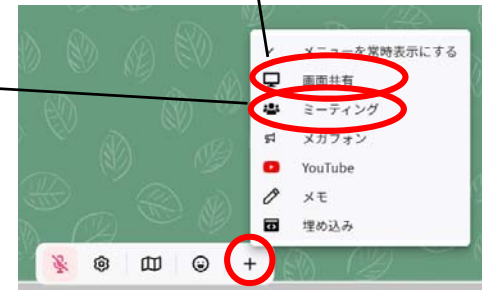 メニューを常時表示にする
画面共有
ミーティング
メガフォン
YouTube
メモ
埋め込み